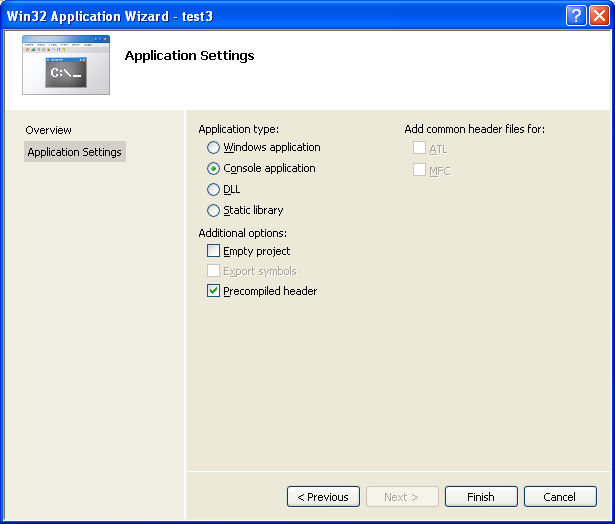 Win32 Application Wizard - test3
?
C:\_
Application Settings
Overview
Application Settings
Application type:
Windows application
Console application
DLL
Static library
Additional options:
Empty project
Export symbols
Precompiled header
Add common header files for:
ATL
MFC
< Previous
Next >
Finish
Cancel